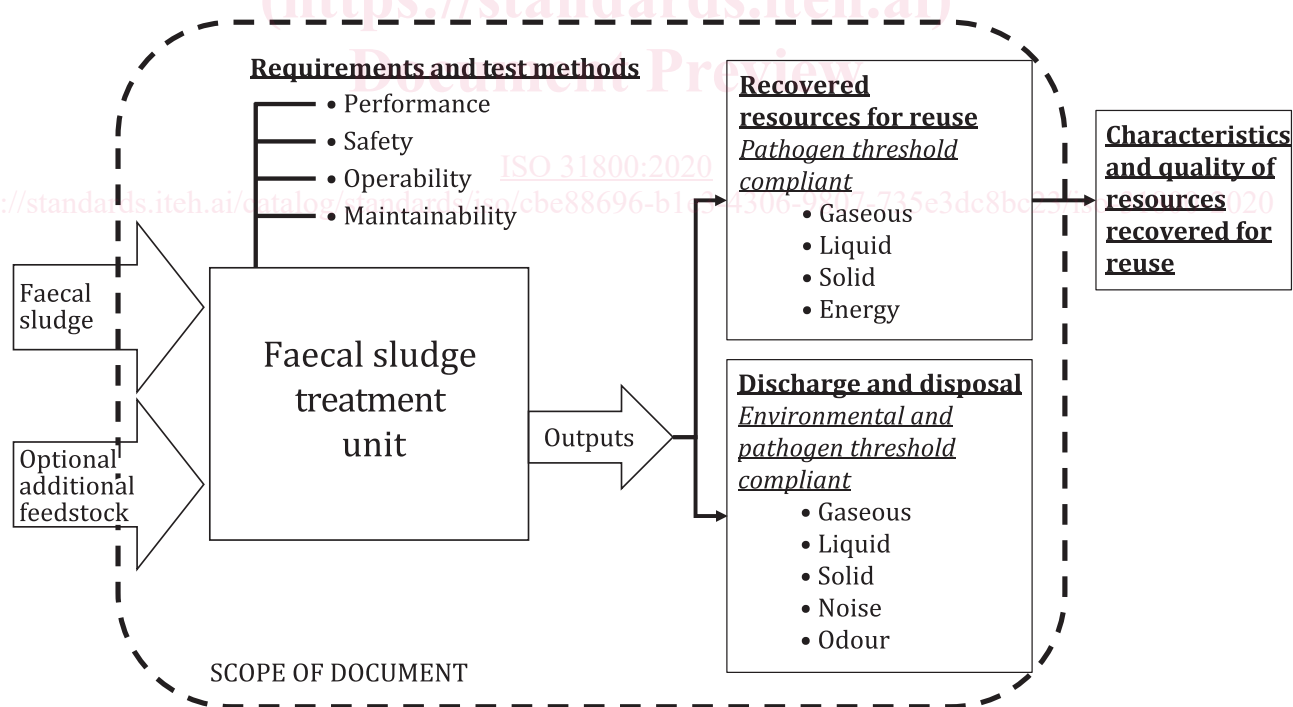 (https://standards.iteh.ai)
Document Preview
Requirements and test methods
• Performance
• Safety
• Operability
• Maintainability
ISO 31800:2020
Faecal
sludge
Optional
additional
feedstock
Faecal sludge
treatment
unit
Outputs
Recovered
resources for reuse
Pathogen threshold
compliant
• Gaseous
• Liquid
• Solid
• Energy
Discharge and disposal
Environmental and
pathogen threshold
compliant
• Gaseous
• Liquid
• Solid
• Noise
• Odour
Characteristics
and quality of
resources
recovered for
reuse
SCOPE OF DOCUMENT